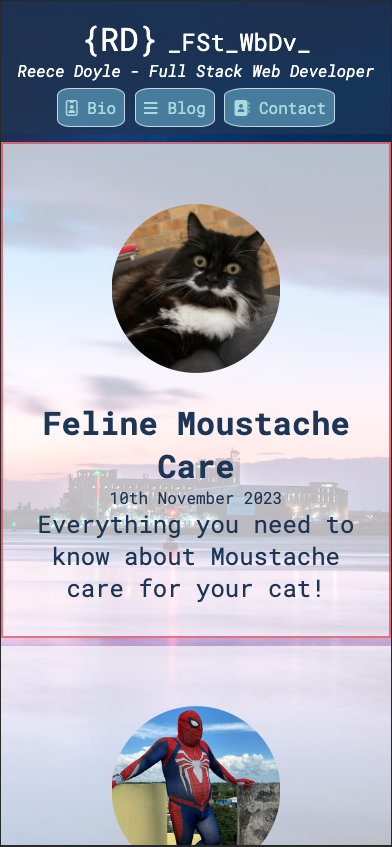 {RD} _FSt_WbDv_
Reece Doyle - Full Stack Web Developer
Bio Blog Contact
Feline Moustache
Care
10th November 2023
Everything you need to
know about Moustache
care for your cat!